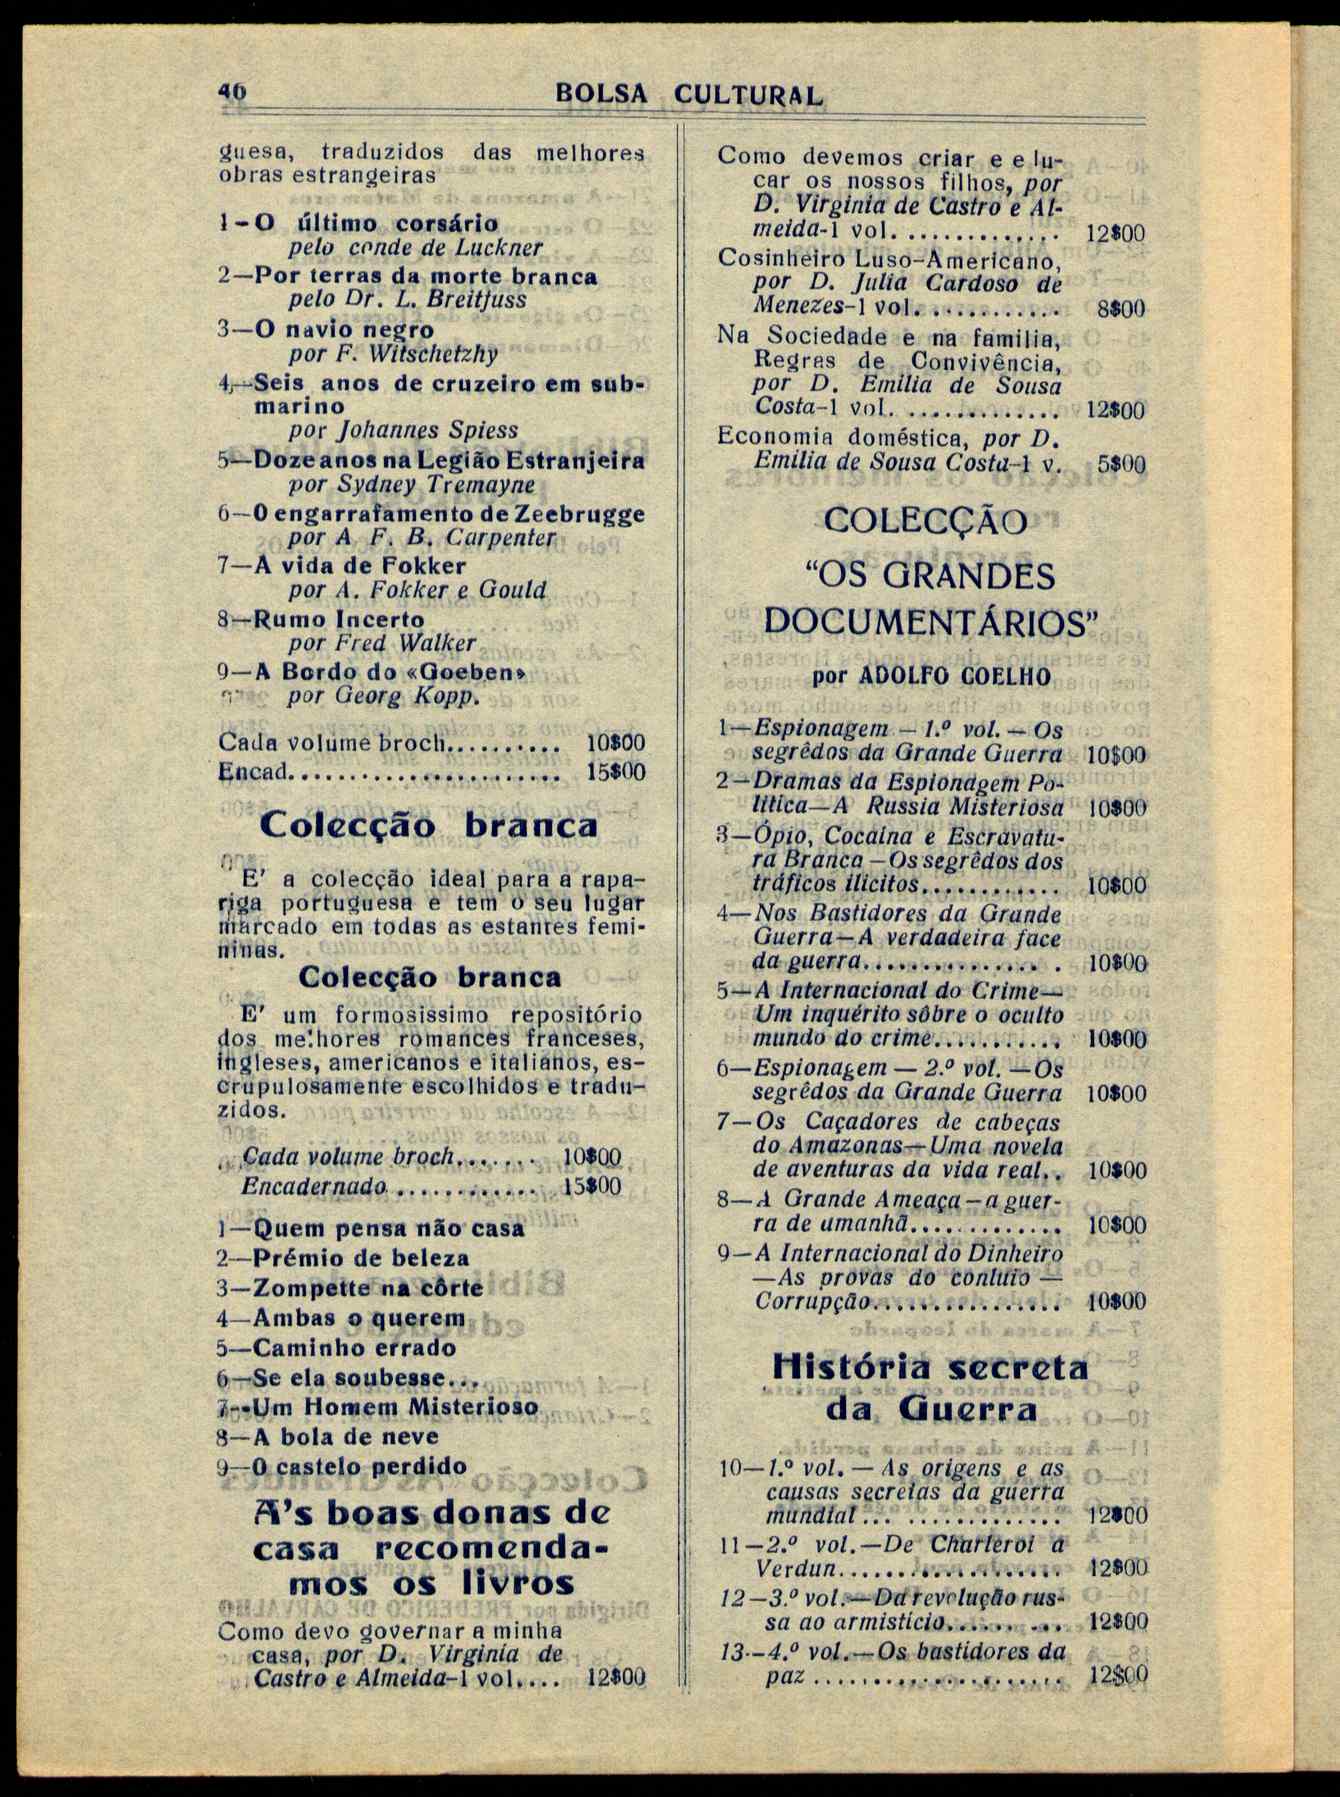 46
BOLSA CULTURAL
guesa, traduzidos das melhores
obras estrangeiras
1-O último corsário
pelo conde de Luckner
2—Por terras da morte branca
pelo Dr. L. Breitfuss
3—O navio negro
por F. Witschetzhy
4,—Seis anos de cruzeiro em sub-
marino
por Johannes Spiess
5—Doze anos na Legião Estranjeira
por Sydney Tremayne
6—O engarrafamento de Zeebrugge
por A F. B. Carpenter
7—A vida de Fokker
por A. Fokker e Gould
8—Rumo Incerto
por Fred Walker
9—A Bordo do «Goeben»
por Georg Kopp.
Cada volume broch.......... 10$00
Encad....................... 15$00
Colecção branca
E' a colecção ideal para a rapa-
riga portuguesa e tem o seu lugar
marcado em todas as estantes femi-
ninas.
Colecção branca
E' um formosissimo repositório
dos melhores romances franceses,
ingleses, americanos e italianos, es-
crupulosamente escolhidos e tradu-
zidos.
Cada volume broch....... 10$00
Encadernado............. 15$00
1—Quem pensa não casa
2—Prémio de beleza
3—Zompette na côrte
4—Ambas o querem
5—Caminho errado
6—Se ela soubesse...
7--Um Homem Misterioso
8—A bola de neve
9—O castelo perdido
A's boas donas de
casa recomenda-
mos os livros
Como devo governar a minha
casa, por D. Virginia de
Castro e Almeida-1 vol.... 12$00
Como devemos criar e e lu-
car os nossos filhos, por
D. Virginia de Castro e Al-
meida-1 vol.............. 12$00
Cosinheiro Luso-Americano,
por D. Julia Cardoso de
Menezes-1 vol............ 8$00
Na Sociedade e na familia,
Regras de Convivência,
por D. Emilia de Sousa
Costa-1 vol.............. 12$00
Economia doméstica, por D.
Emilia de Sousa Costa-1 v. 5$00
COLECÇÃO
“OS GRANDES
DOCUMENTÁRIOS”
por ADOLFO COELHO
1—Espionagem — 1.º vol. — Os
segrêdos da Grande Guerra 10$00
2—Dramas da Espionagem Po-
litica—A Russia Misteriosa 10$00
3—Ópio, Cocaina e Escravatu-
ra Branca —Os segrêdos dos
tráficos ilicitos............ 10$00
4—Nos Bastidores da Grande
Guerra—A verdadeira face
da guerra............... . 10$00
5—A Internacional do Crime—
Um inquérito sôbre o oculto
mundo do crime........... 10$00
6—Espionagem — 2.º vol. —Os
segrêdos da Grande Guerra 10$00
7—Os Caçadores de cabeças
do Amazonas—Uma novela
de aventuras da vida real.. 10$00
8—A Grande Ameaça—a guer-
ra de amanhã............. 10$00
9—A Internacional do Dinheiro
—As provas do conluio —
Corrupção................ 10$00
História secreta
da Guerra
10—1.º vol. — As origens e as
causas secretas da guerra
mundial ... ............. 12$00
11—2.º vol.—De Charleroi a
Verdun................... 12$00
12—3.º vol.—Da revolução rus-
sa ao armistício...... ... 12$00
13.-4.º vol.—Os bastidores da
paz ..................... 12$00